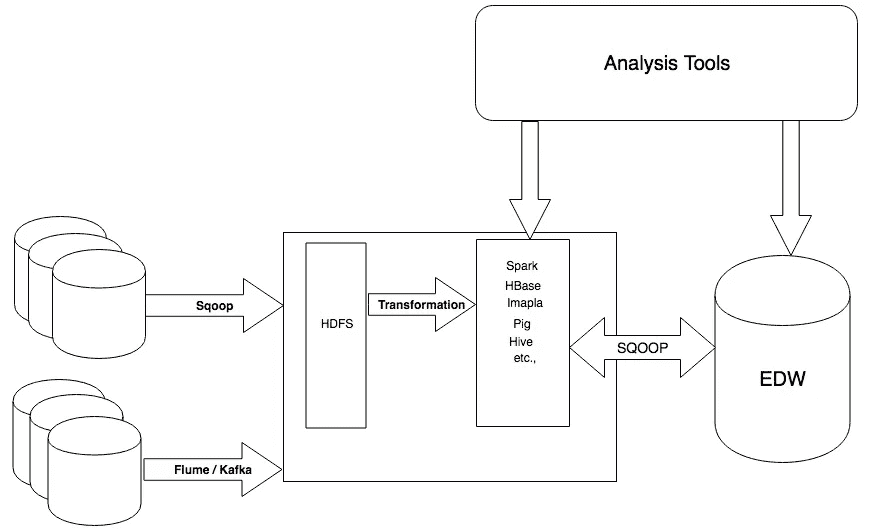 Analysis Tools
Sqoop
HDFS
Transformation
Spark
HBase
Imapla
Pig
Hive
etc.,
SQOOP
EDW
Flume / Kafka